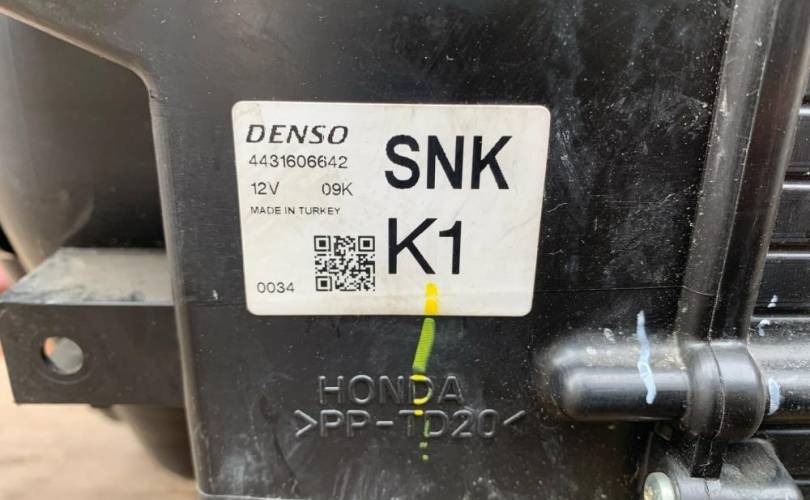 DENSO
4431606642
12V 09K
MADE IN TURKEY
SNK
K1
0034
HONDA
>PP-TD20<